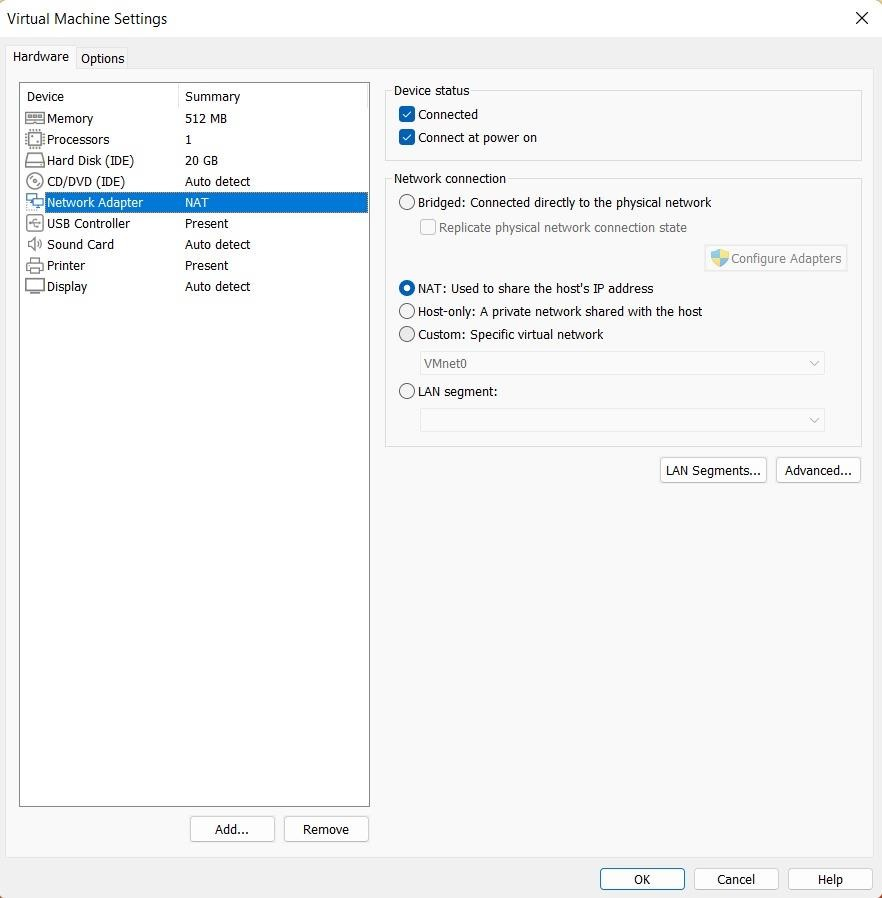 Virtual Machine Settings
Hardware Options
Device Summary
Memory 512 MB
Processors 1
Hard Disk (IDE) 20 GB
CD/DVD (IDE) Auto detect
Network Adapter NAT
USB Controller Present
Sound Card Auto detect
Printer Present
Display Auto detect
Add... Remove
Device status
Connected
Connect at power on
Network connection
Bridged: Connected directly to the physical network
Replicate physical network connection state
Configure Adapters
NAT: Used to share the host's IP address
Host-only: A private network shared with the host
Custom: Specific virtual network
VMnet0
LAN segment:
LAN Segments... Advanced...
OK Cancel Help